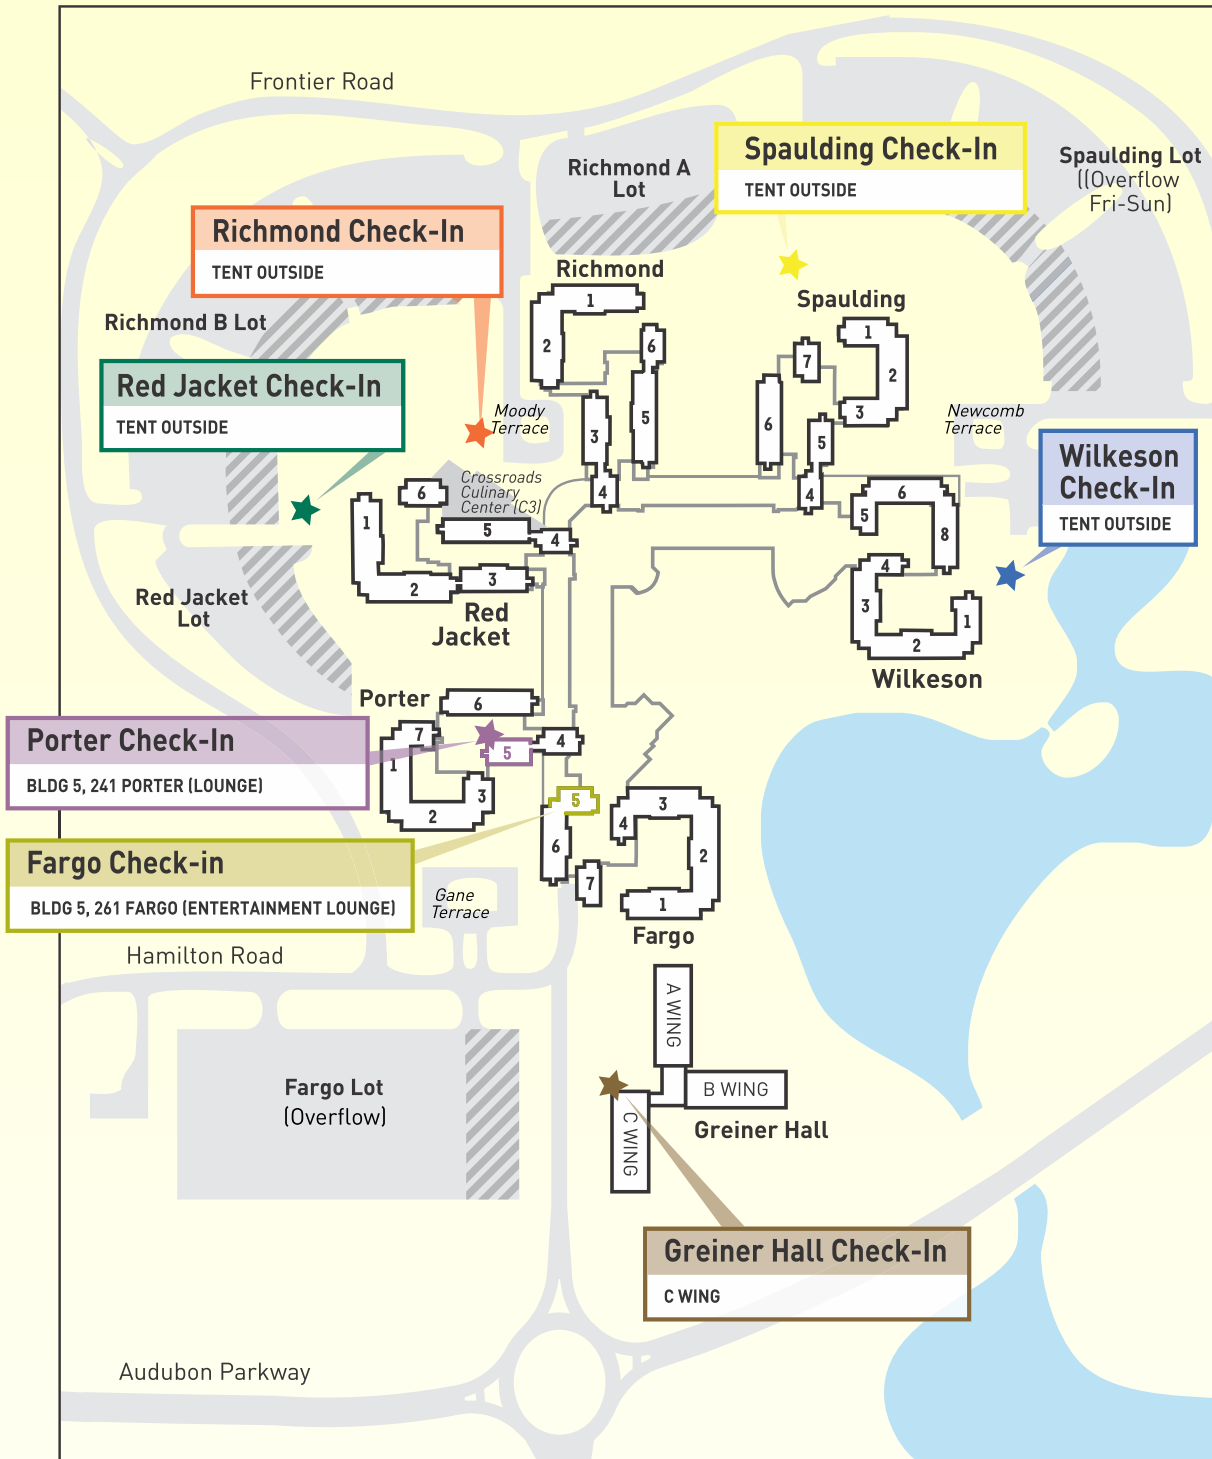 Frontier Road
Richmond A
Lot
Spaulding Check-In
TENT OUTSIDE
Spaulding Lot
((Overflow
Fri-Sun)
Richmond Check-In
TENT OUTSIDE
Richmond
1
2
6
3
5
4
Spaulding
1
7
2
3
6
5
4
Richmond B Lot
Red Jacket Check-In
TENT OUTSIDE
Moody
Terrace
Newcomb
Terrace
Wilkeson
Check-In
TENT OUTSIDE
Crossroads
Culinary
Center (C3)
6
1
5
4
3
2
Red
Jacket
6
5
8
4
3
1
2
Wilkeson
Red Jacket
Lot
Porter
6
7
4
5
1
3
2
Porter Check-In
BLDG 5, 241 PORTER (LOUNGE)
5
3
4
6
2
7
1
Fargo
Fargo Check-in
BLDG 5, 261 FARGO (ENTERTAINMENT LOUNGE)
Gane
Terrace
Hamilton Road
A WING
B WING
C WING
Greiner Hall
Fargo Lot
(Overflow)
Greiner Hall Check-In
C WING
Audubon Parkway